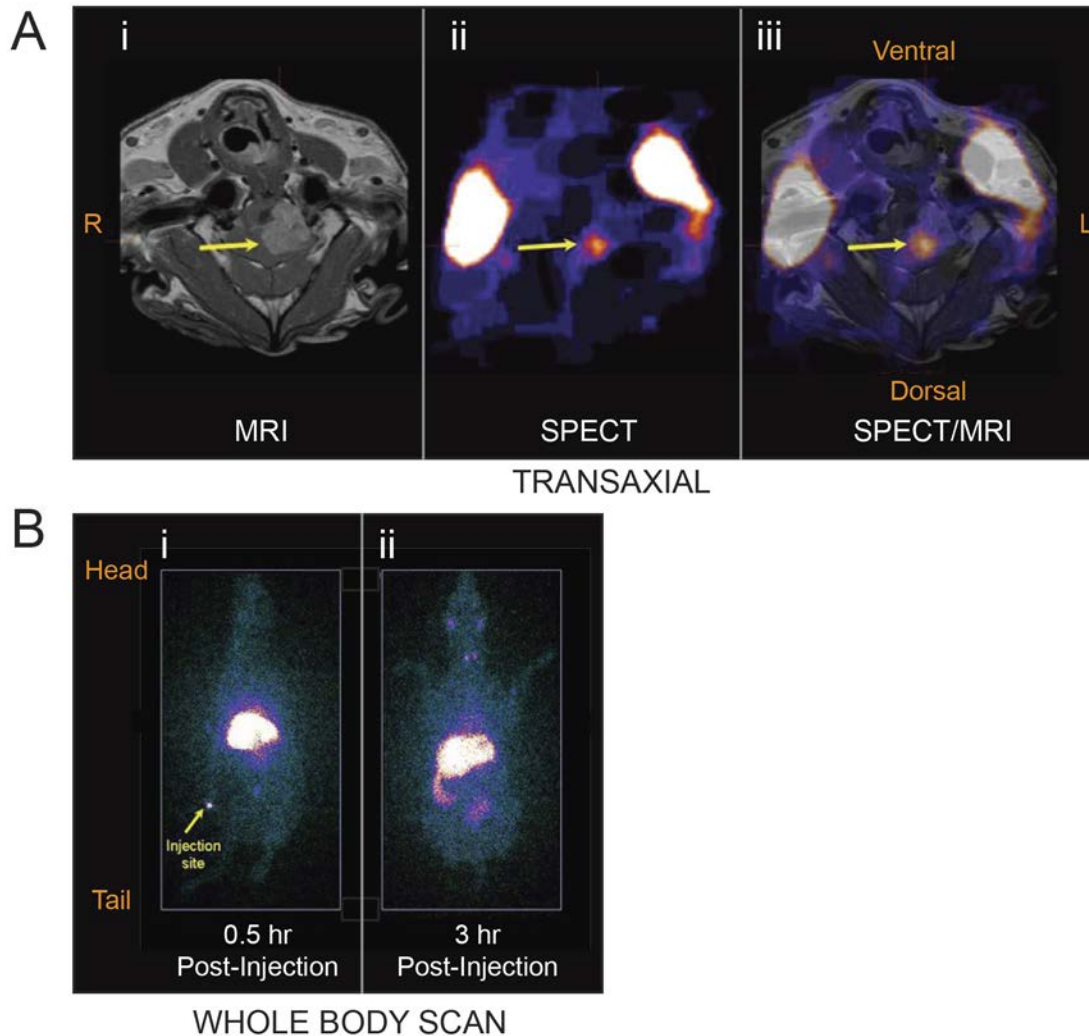 A
i
ii
iii
Ventral
R
L
Dorsal
MRI
SPECT
SPECT/MRI
TRANSAXIAL
B
i
ii
Head
Injection
site
Tail
0.5 hr
Post-Injection
3 hr
Post-Injection
WHOLE BODY SCAN